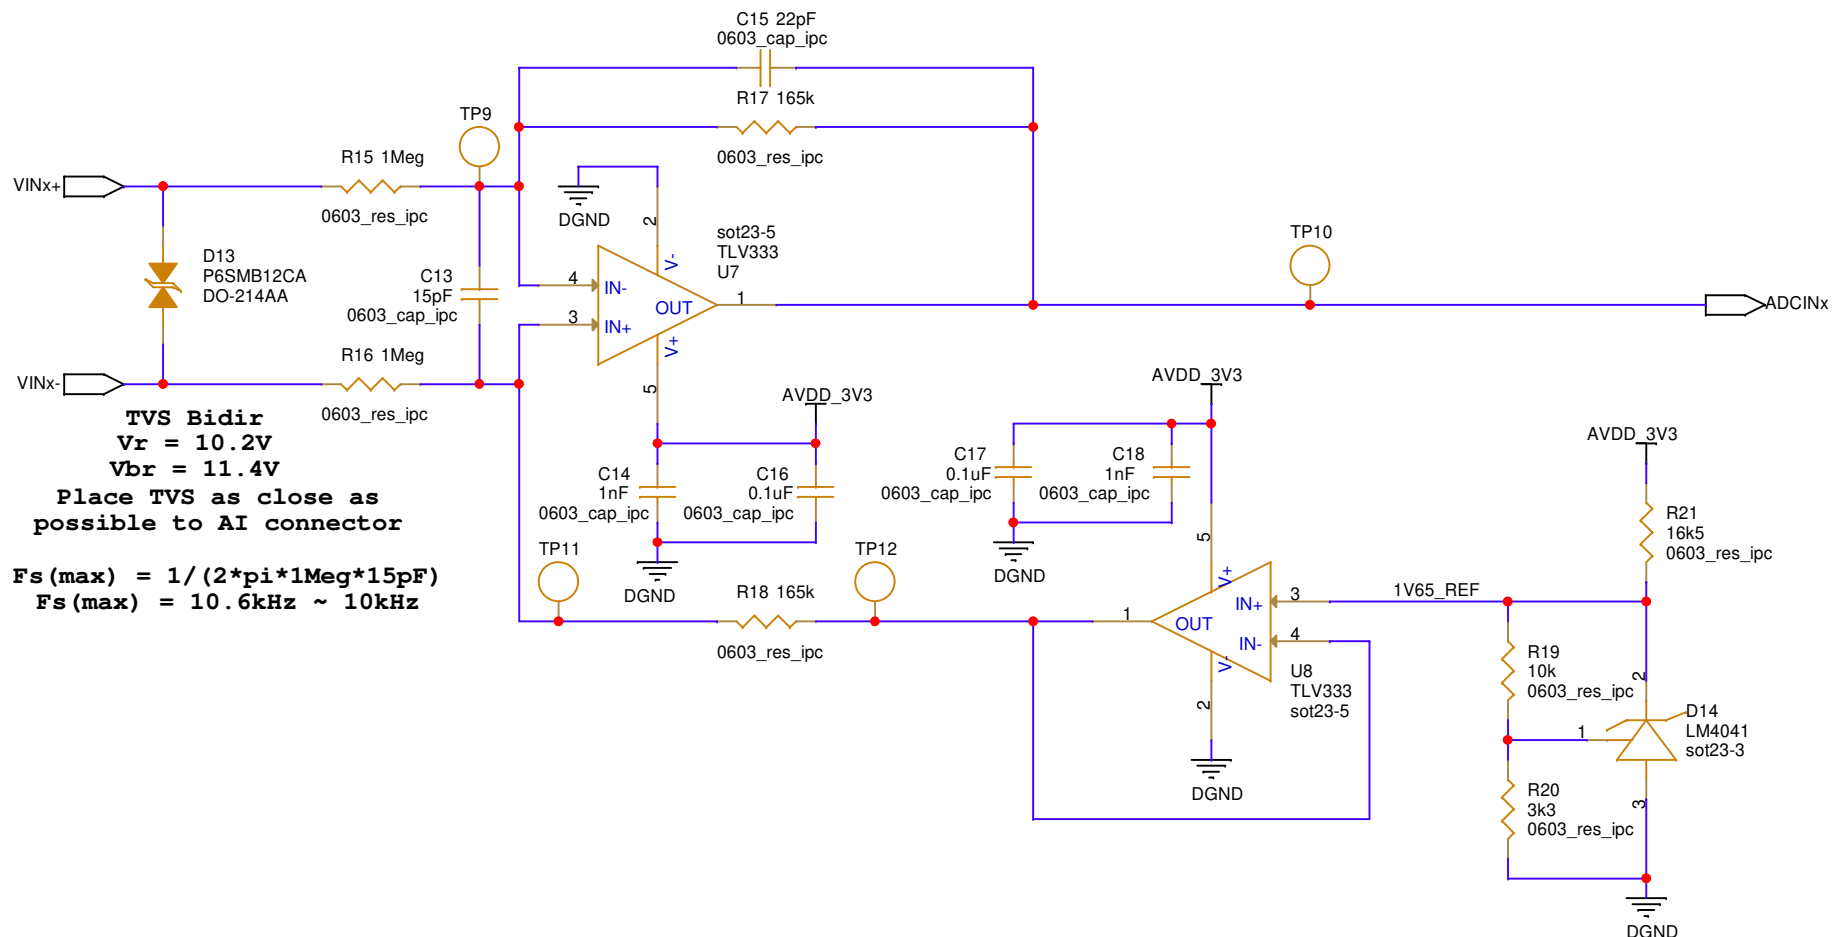 C15 22pF
0603_cap_ipc
R17 165k
0603_res_ipc
TP9
R15 1Meg
0603_res_ipc
VINx+
DGND
2
V-
sot23-5
TLV333
U7
TP10
D13
P6SMB12CA
DO-214AA
C13
15pF
0603_cap_ipc
4
IN-
3
IN+
OUT
1
V+
5
ADCINx
R16 1Meg
0603_res_ipc
VINx-
TVS Bidir
Vr = 10.2V
Vbr = 11.4V
Place TVS as close as
possible to AI connector
Fs(max) = 1/(2*pi*1Meg*15pF)
Fs(max) = 10.6kHz ~ 10kHz
AVDD_3V3
C14
1nF
0603_cap_ipc
C16
0.1uF
0603_cap_ipc
DGND
TP11
R18 165k
0603_res_ipc
TP12
AVDD_3V3
C17
0.1uF
0603_cap_ipc
C18
1nF
0603_cap_ipc
DGND
5
V+
IN+
3
1V65_REF
OUT
1
IN-
4
V-
2
U8
TLV333
sot23-5
DGND
AVDD_3V3
R21
16k5
0603_res_ipc
R19
10k
0603_res_ipc
2
D14
LM4041
sot23-3
1
3
R20
3k3
0603_res_ipc
DGND